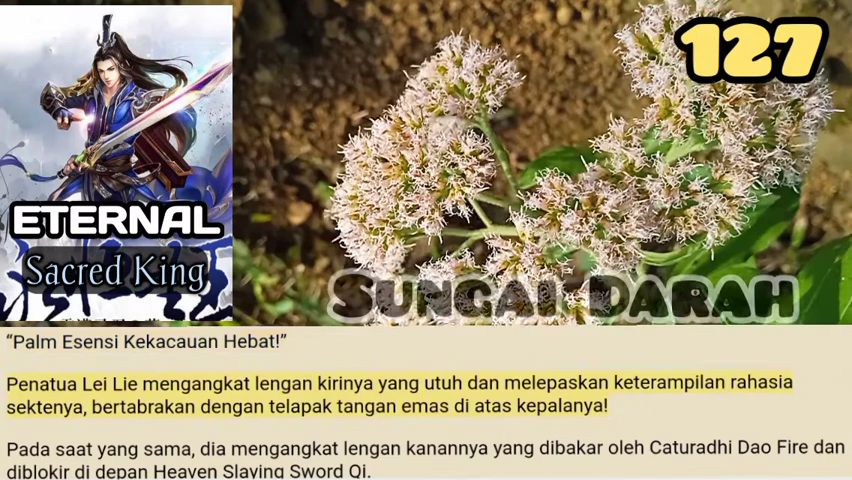 127
ETERNAL
Sacred King
SUNGAI DARAH
“Palm Esensi Kekacauan Hebat!”
Penatua Lei Lie mengangkat lengan kirinya yang utuh dan melepaskan keterampilan rahasia
sektenya, bertabrakan dengan telapak tangan emas di atas kepalanya!
Pada saat yang sama, dia mengangkat lengan kanannya yang dibakar oleh Caturadhi Dao Fire dan
diblokir di depan Heaven Slaying Sword Qi.